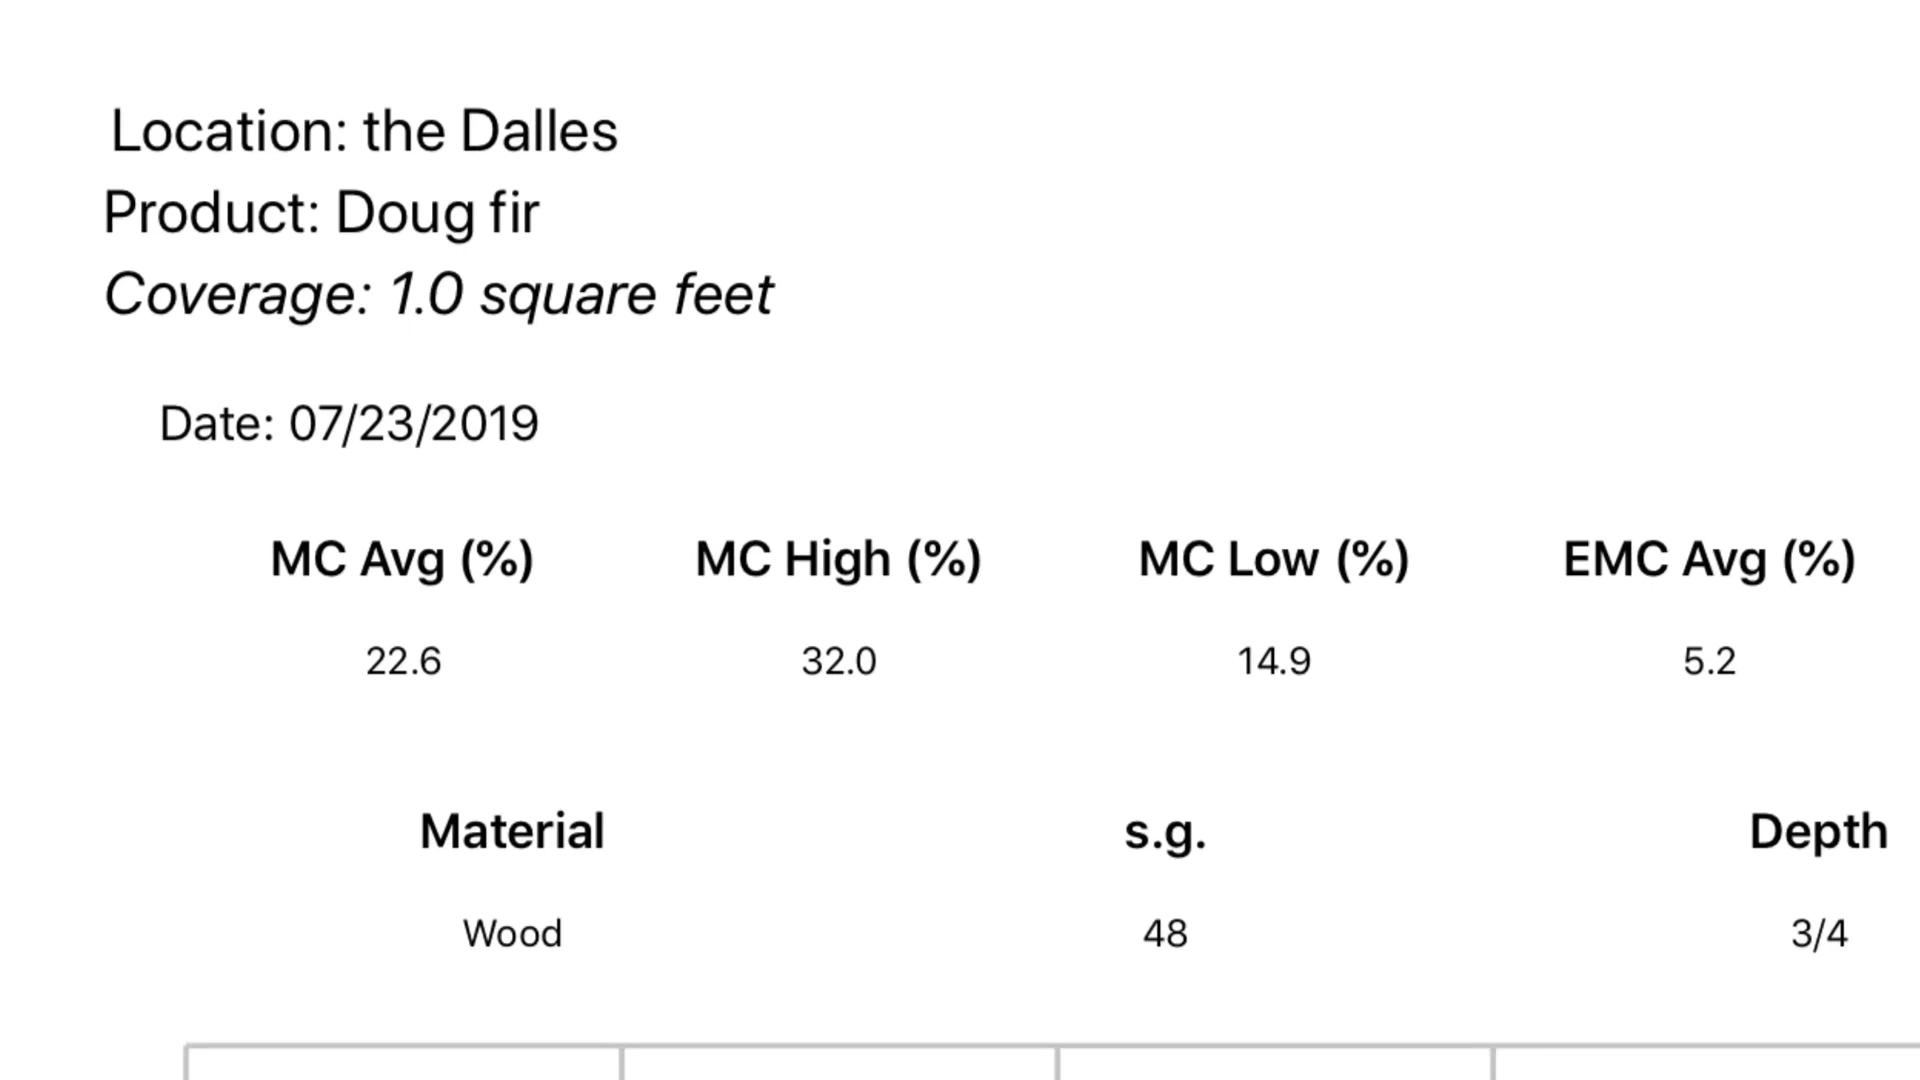 Location: the Dalles
Product: Doug fir
Coverage: 1.0 square feet
Date: 07/23/2019
MC Avg (%) MC High (%) MC Low (%) EMC Avg (%)
22.6 32.0 14.9 5.2
Material s.g. Depth
Wood 48 3/4